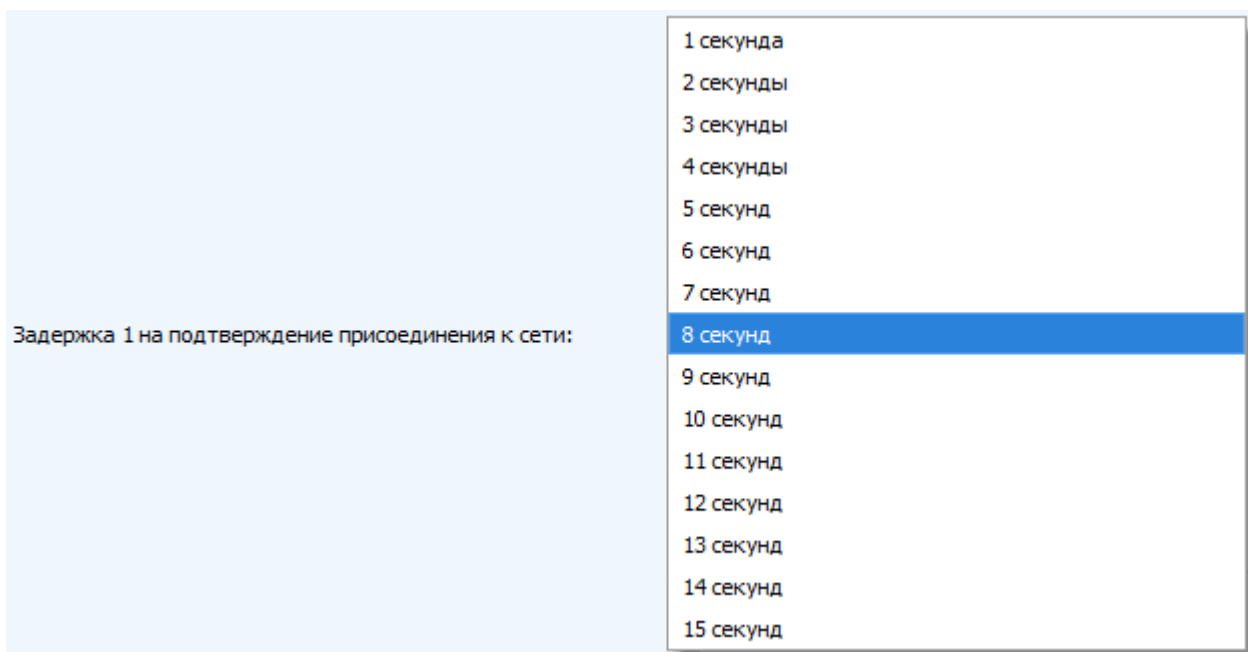 1 секунда
2 секунды
3 секунды
4 секунды
5 секунд
6 секунд
7 секунд
Задержка 1 на подтверждение присоединения к сети:
8 секунд
9 секунд
10 секунд
11 секунд
12 секунд
13 секунд
14 секунд
15 секунд